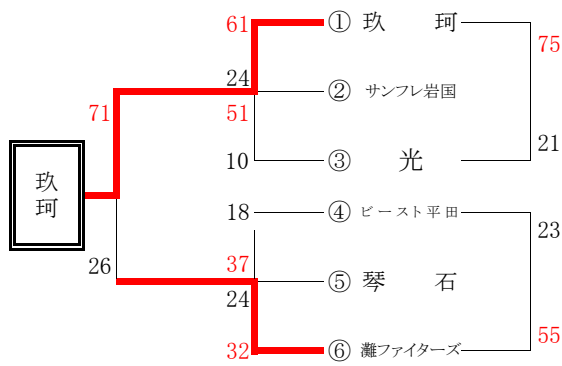 61 ① 玖珂 75
24 ② サンフレ岩国
71 51
10 ③ 光 21
玖珂
18 ④ ビースト平田 23
26 37
24 ⑤ 琴石
32 ⑥ 灘ファイターズ 55